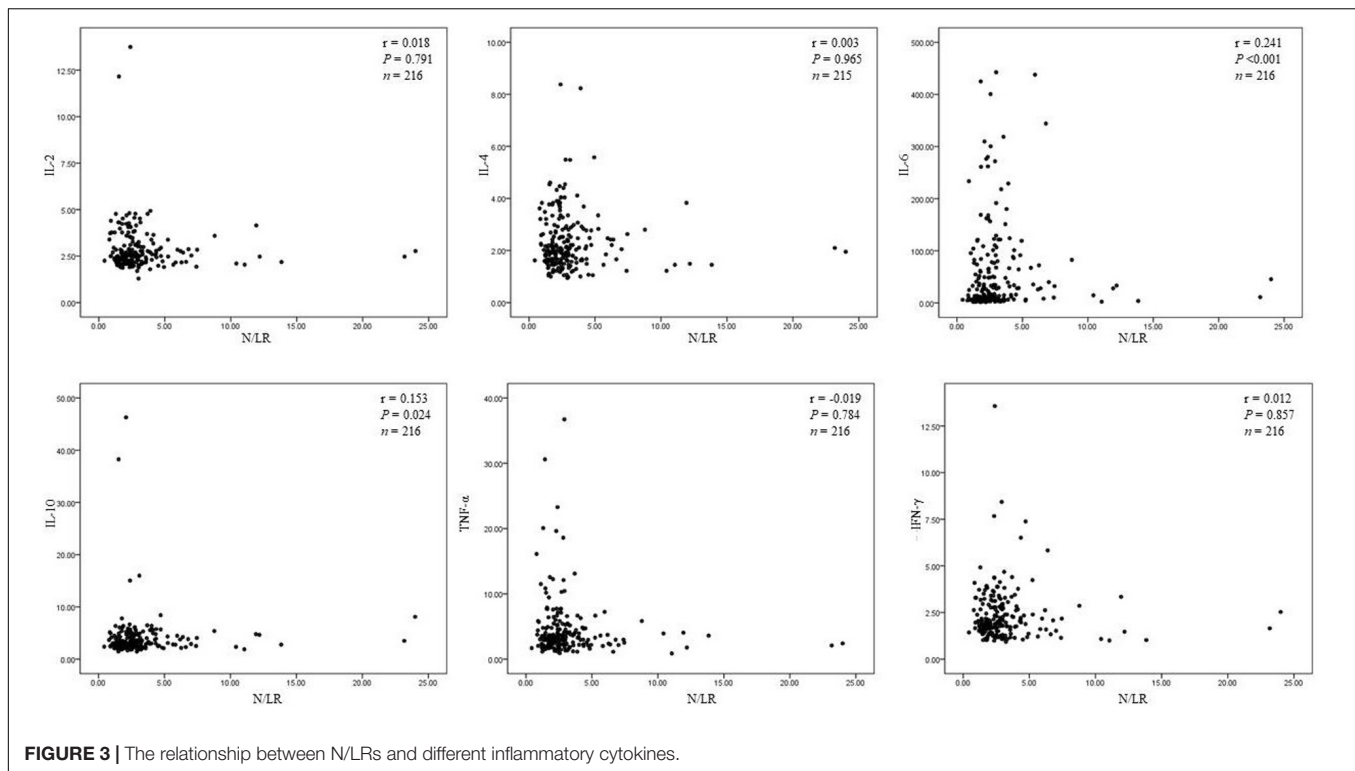 r = 0.018
P = 0.791
n = 216
12.50
10.00
7.50
5.00
2.50
0.00
IL-2
0.00 5.00 10.00 15.00 20.00 25.00
N/LR
r = 0.003
P = 0.965
n = 215
10.00
8.00
6.00
4.00
2.00
0.00
IL-4
0.00 5.00 10.00 15.00 20.00 25.00
N/LR
r = 0.241
P <0.001
n = 216
500.00
400.00
300.00
200.00
100.00
0.00
IL-6
0.00 5.00 10.00 15.00 20.00 25.00
N/LR
r = 0.153
P = 0.024
n = 216
50.00
40.00
30.00
20.00
10.00
0.00
IL-10
0.00 5.00 10.00 15.00 20.00 25.00
N/LR
r = -0.019
P = 0.784
n = 216
40.00
30.00
20.00
10.00
0.00
TNF-α
0.00 5.00 10.00 15.00 20.00 25.00
N/LR
r = 0.012
P = 0.857
n = 216
12.50
10.00
7.50
5.00
2.50
0.00
IFN-γ
0.00 5.00 10.00 15.00 20.00 25.00
N/LR
FIGURE 3 | The relationship between N/LRs and different inflammatory cytokines.